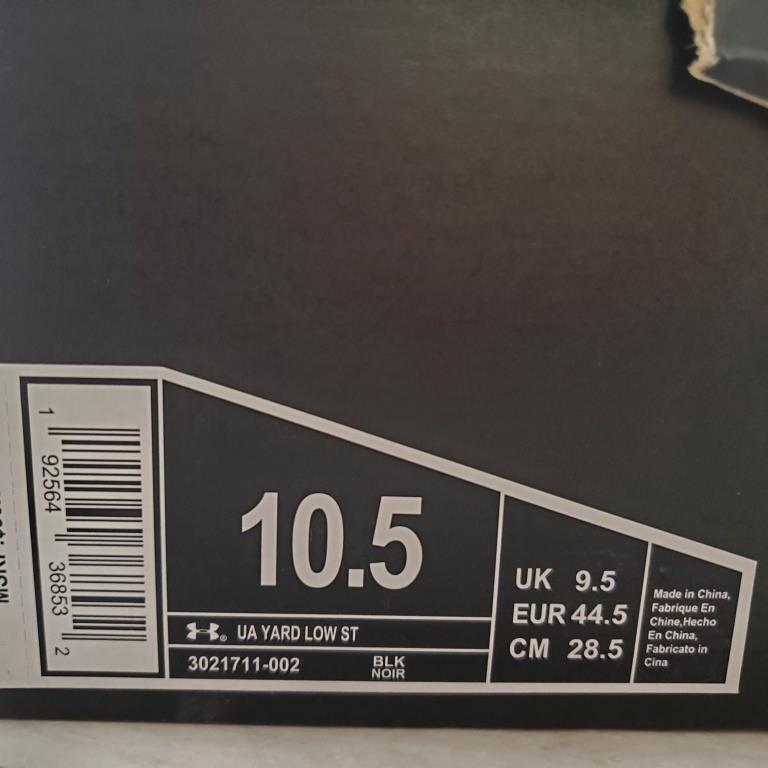 1 92564 36853 2
10.5
UA YARD LOW ST
3021711-002 BLK
NOIR
UK 9.5
EUR 44.5
CM 28.5
Made in China,
Fabrique En
Chine,Hecho
En China,
Fabricato in
Cina